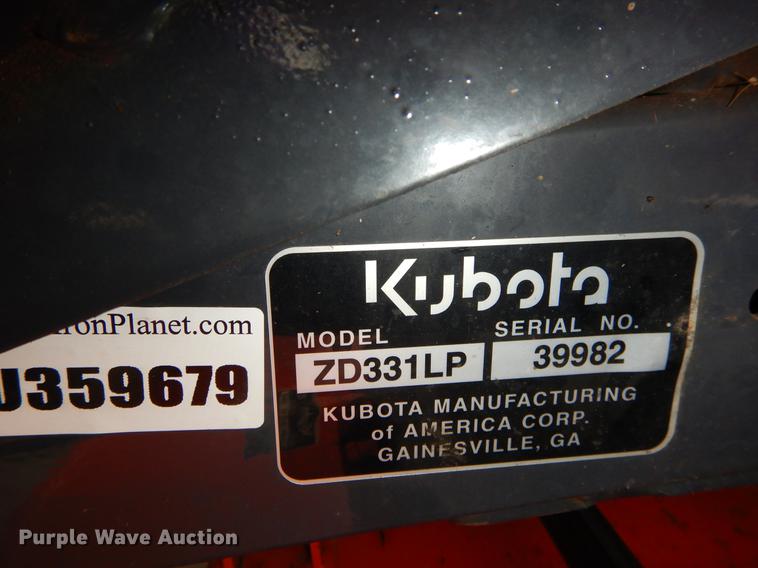 Kubota
MODEL
SERIAL NO.
ZD331LP
39982
KUBOTA MANUFACTURING
of AMERICA CORP.
GAINESVILLE, GA
ronPlanet.com
U359679
Purple Wave Auction